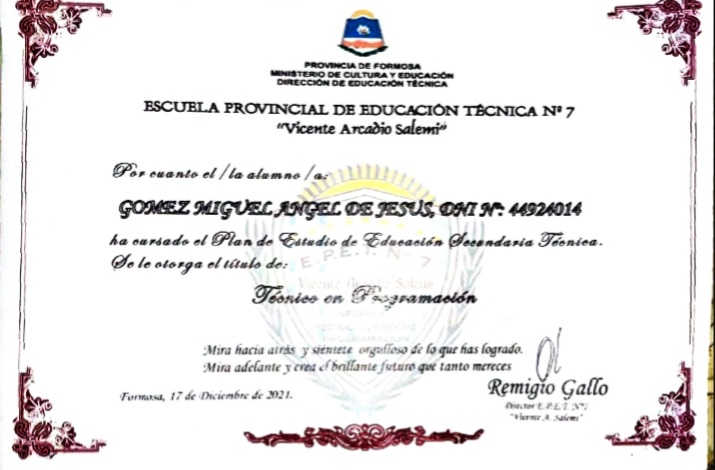 PROVINCIA DE FORMOSA
MINISTERIO DE CULTURA Y EDUCACIÓN
DIRECCIÓN DE EDUCACIÓN TÉCNICA
ESCUELA PROVINCIAL DE EDUCACIÓN TÉCNICA Nº 7
"Vicente Arcadio Salemi"
Por cuanto el /la alumno /a:
GOMEZ MIGUEL ANGEL DE JESÚS, DNI Nº: 44924014
ha cursado el Plan de Estudio de Educación Secundaria Técnica.
E.P.E.T. Nº 7
Se le otorga el título de:
Vicente Arcadio Salemi
Técnico en Programación
Mira hacia atrás y siéntete orgulloso de lo que has logrado.
Mira adelante y crea el brillante futuro que tanto mereces
Formosa, 17 de Diciembre de 2021.
Remigio Gallo
Director E.P.E.T. Nº7
"Vicente A. Salemi"